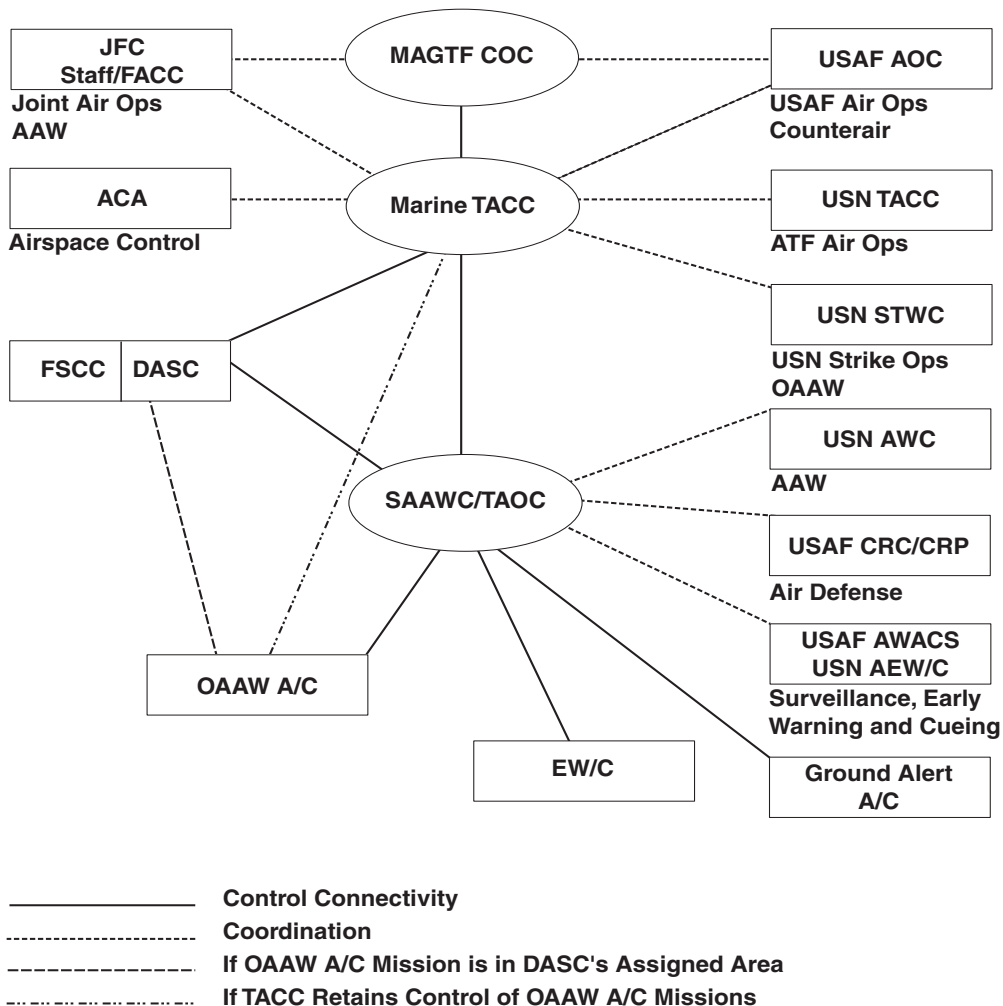 JFC
Staff/FACC
Joint Air Ops
AAW
MAGTF COC
USAF AOC
USAF Air Ops
Counterair
ACA
Airspace Control
Marine TACC
USN TACC
ATF Air Ops
USN STWC
USN Strike Ops
OAAW
FSCC
DASC
USN AWC
AAW
SAAWC/TAOC
USAF CRC/CRP
Air Defense
USAF AWACS
USN AEW/C
Surveillance, Early
Warning and Cueing
OAAW A/C
EW/C
Ground Alert
A/C
Control Connectivity
Coordination
If OAAW A/C Mission is in DASC's Assigned Area
If TACC Retains Control of OAAW A/C Missions